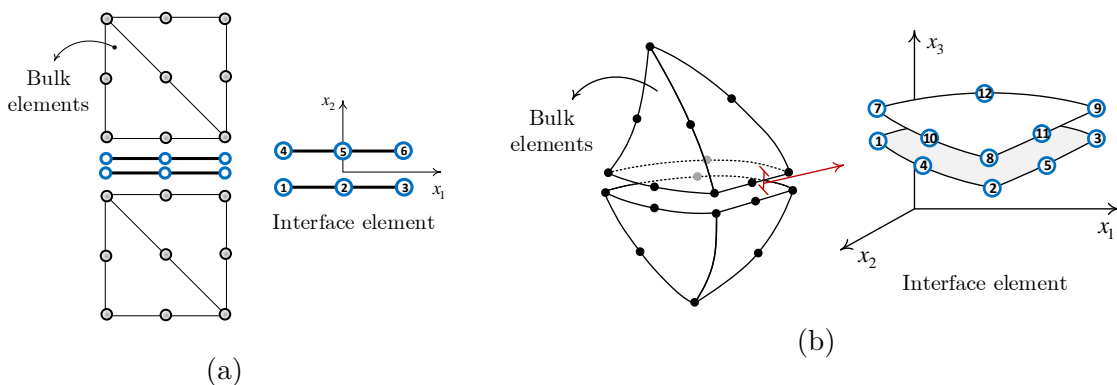 Bulk
elements
x₂
4 5 6
x₁
1 2 3
Interface element
(a)
Bulk
elements
x₃
12
7 9
10 11
1 8 3
4 5
2
x₁
x₂
Interface element
(b)